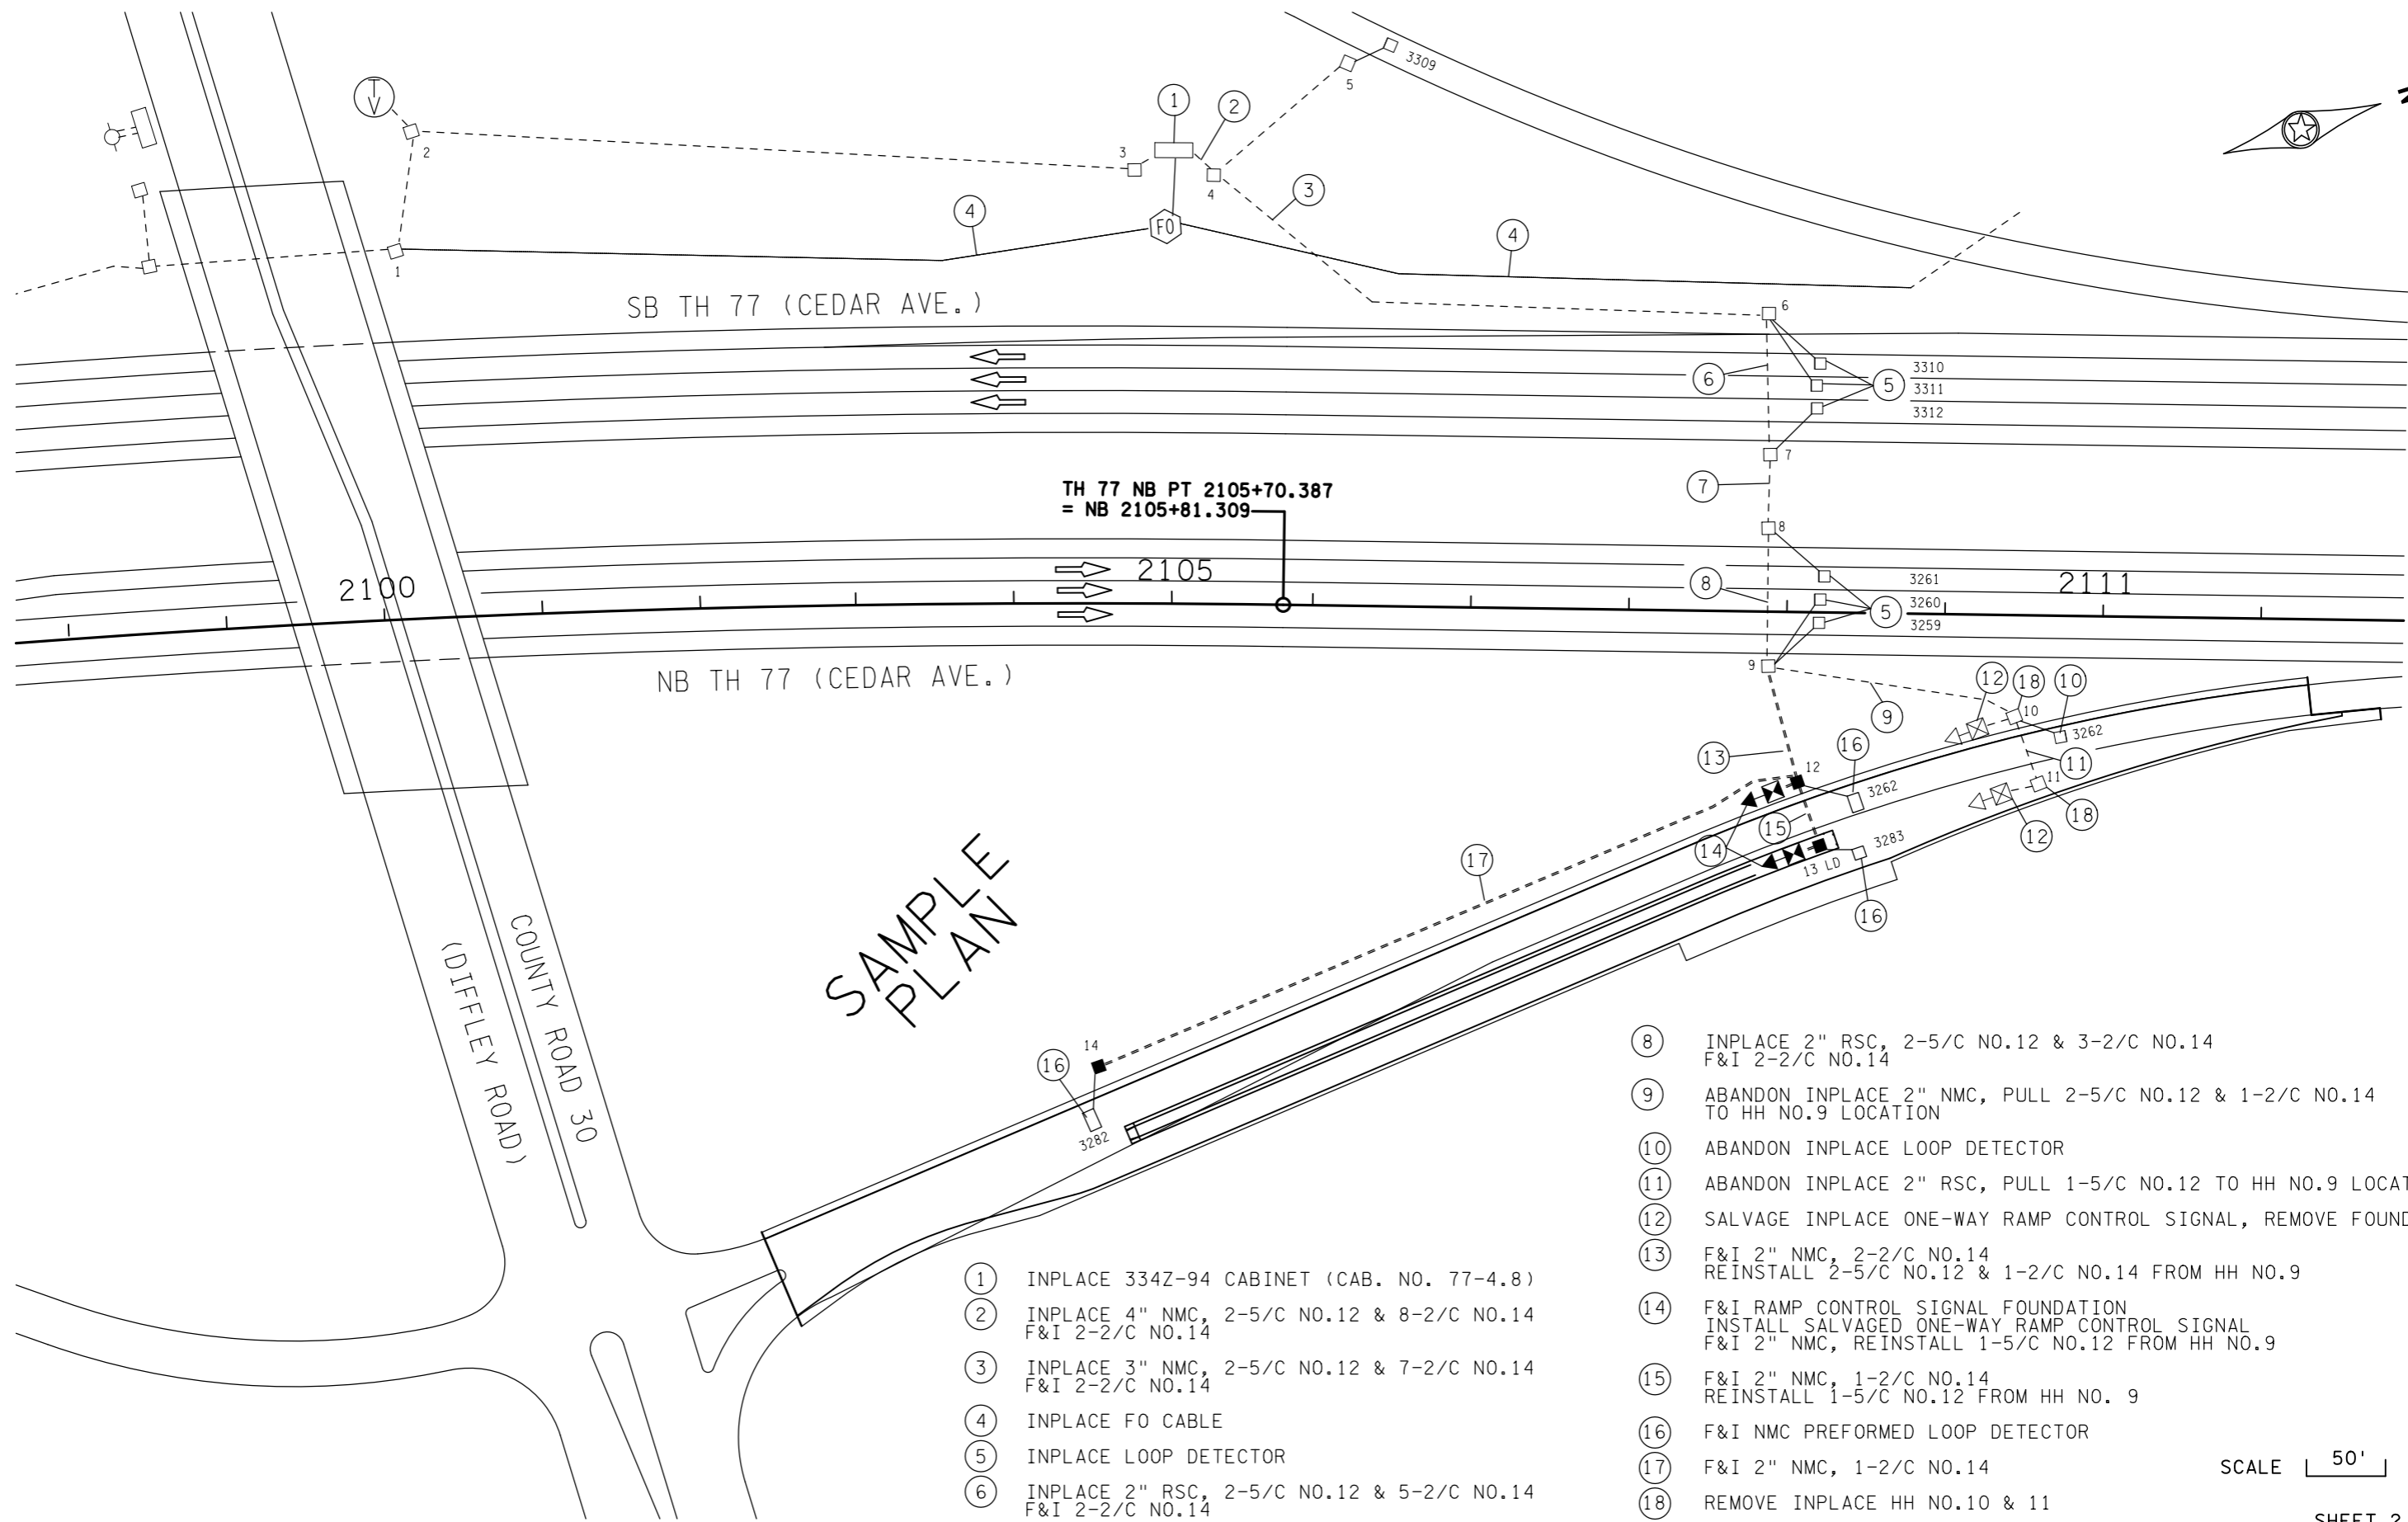 3309
5
T
V
2
1
2
3
4
3
4
FO
4
1
6
SB TH 77 (CEDAR AVE.)
6
5
3310
3311
3312
7
7
TH 77 NB PT 2105+70.387
= NB 2105+81.309
8
2100
2105
2111
8
5
3261
3260
3259
9
NB TH 77 (CEDAR AVE.)
9
12
18
10
10
3262
11
11
18
12
13
12
16
3262
15
14
13 LD
3283
16
17
SAMPLE
PLAN
14
16
3282
COUNTY ROAD 30
(DIFFLEY ROAD)
1 INPLACE 334Z-94 CABINET (CAB. NO. 77-4.8)
2 INPLACE 4" NMC, 2-5/C NO.12 & 8-2/C NO.14
F&I 2-2/C NO.14
3 INPLACE 3" NMC, 2-5/C NO.12 & 7-2/C NO.14
F&I 2-2/C NO.14
4 INPLACE FO CABLE
5 INPLACE LOOP DETECTOR
6 INPLACE 2" RSC, 2-5/C NO.12 & 5-2/C NO.14
F&I 2-2/C NO.14
8 INPLACE 2" RSC, 2-5/C NO.12 & 3-2/C NO.14
F&I 2-2/C NO.14
9 ABANDON INPLACE 2" NMC, PULL 2-5/C NO.12 & 1-2/C NO.14
TO HH NO.9 LOCATION
10 ABANDON INPLACE LOOP DETECTOR
11 ABANDON INPLACE 2" RSC, PULL 1-5/C NO.12 TO HH NO.9 LOCAT
12 SALVAGE INPLACE ONE-WAY RAMP CONTROL SIGNAL, REMOVE FOUND
13 F&I 2" NMC, 2-2/C NO.14
REINSTALL 2-5/C NO.12 & 1-2/C NO.14 FROM HH NO.9
14 F&I RAMP CONTROL SIGNAL FOUNDATION
INSTALL SALVAGED ONE-WAY RAMP CONTROL SIGNAL
F&I 2" NMC, REINSTALL 1-5/C NO.12 FROM HH NO.9
15 F&I 2" NMC, 1-2/C NO.14
REINSTALL 1-5/C NO.12 FROM HH NO. 9
16 F&I NMC PREFORMED LOOP DETECTOR
17 F&I 2" NMC, 1-2/C NO.14
18 REMOVE INPLACE HH NO.10 & 11
SCALE 50'
SHEET 2